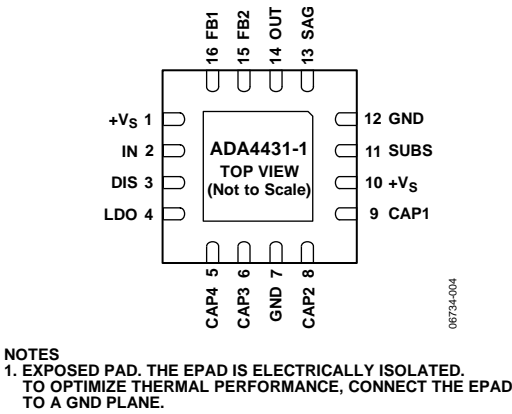 16 FB1
15 FB2
14 OUT
13 SAG
+VS 1
IN 2
DIS 3
LDO 4
ADA4431-1
TOP VIEW
(Not to Scale)
12 GND
11 SUBS
10 +VS
9 CAP1
CAP4 5
CAP3 6
GND 7
CAP2 8
06734-004
NOTES
1. EXPOSED PAD. THE EPAD IS ELECTRICALLY ISOLATED.
TO OPTIMIZE THERMAL PERFORMANCE, CONNECT THE EPAD
TO A GND PLANE.